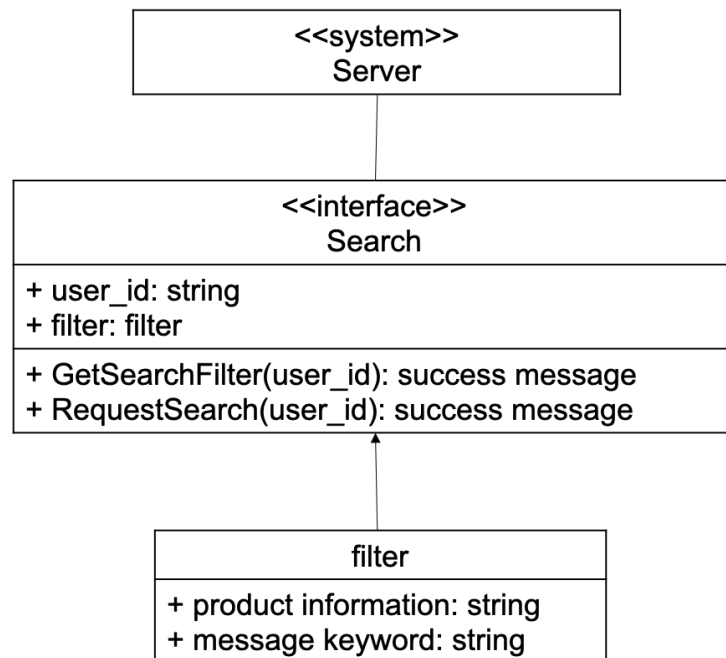 <<system>>
Server
<<interface>>
Search
+ user_id: string
+ filter: filter
+ GetSearchFilter(user_id): success message
+ RequestSearch(user_id): success message
filter
+ product information: string
+ message keyword: string